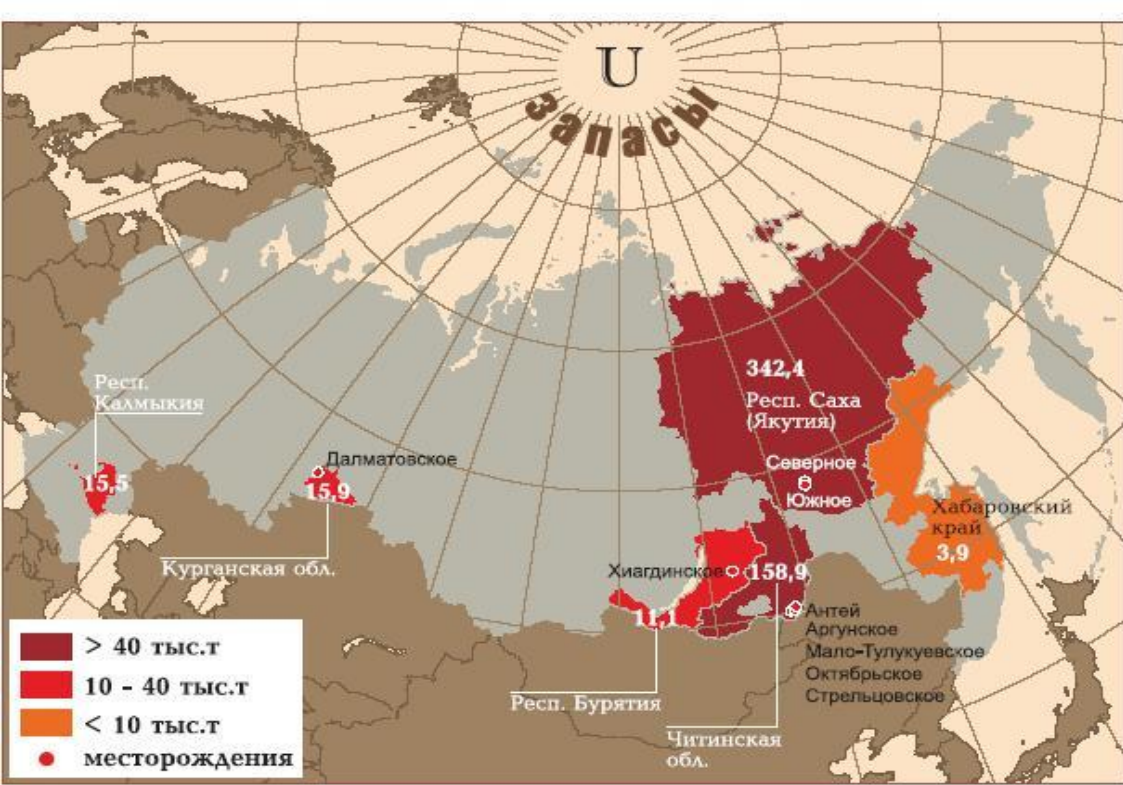 U
Запасы
342,4
Респ. Саха
(Якутия)
Северное
Южное
Респ.
Калмыкия
15,5
Далматовское
15,9
Курганская обл.
Хабаровский
край
3,9
Хиагдинское
158,9
11,1
Антей
Аргунское
Мало-Тулукуевское
Октябрьское
Стрельцовское
Респ. Бурятия
Читинская
обл.
> 40 тыс.т
10 - 40 тыс.т
< 10 тыс.т
месторождения